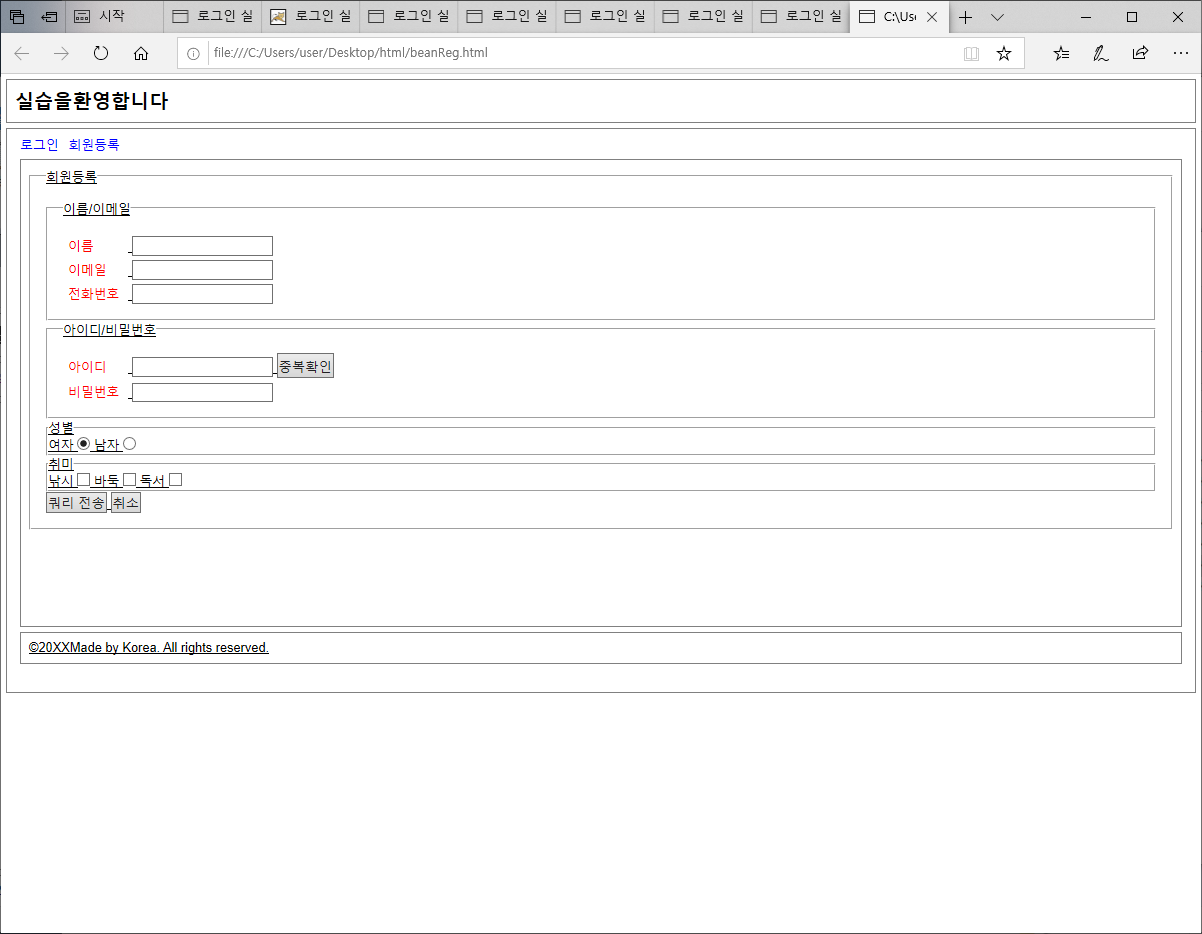 시작 로그인 실 로그인 실 로그인 실 로그인 실 로그인 실 로그인 실 로그인 실 C:\Use
file:///C:/Users/user/Desktop/html/beanReg.html
실습을환영합니다
로그인 회원등록
회원등록
이름/이메일
이름
이메일
전화번호
아이디/비밀번호
아이디 중복확인
비밀번호
성별
여자 남자
취미
낚시 바둑 독서
쿼리 전송 취소
©20XXMade by Korea. All rights reserved.